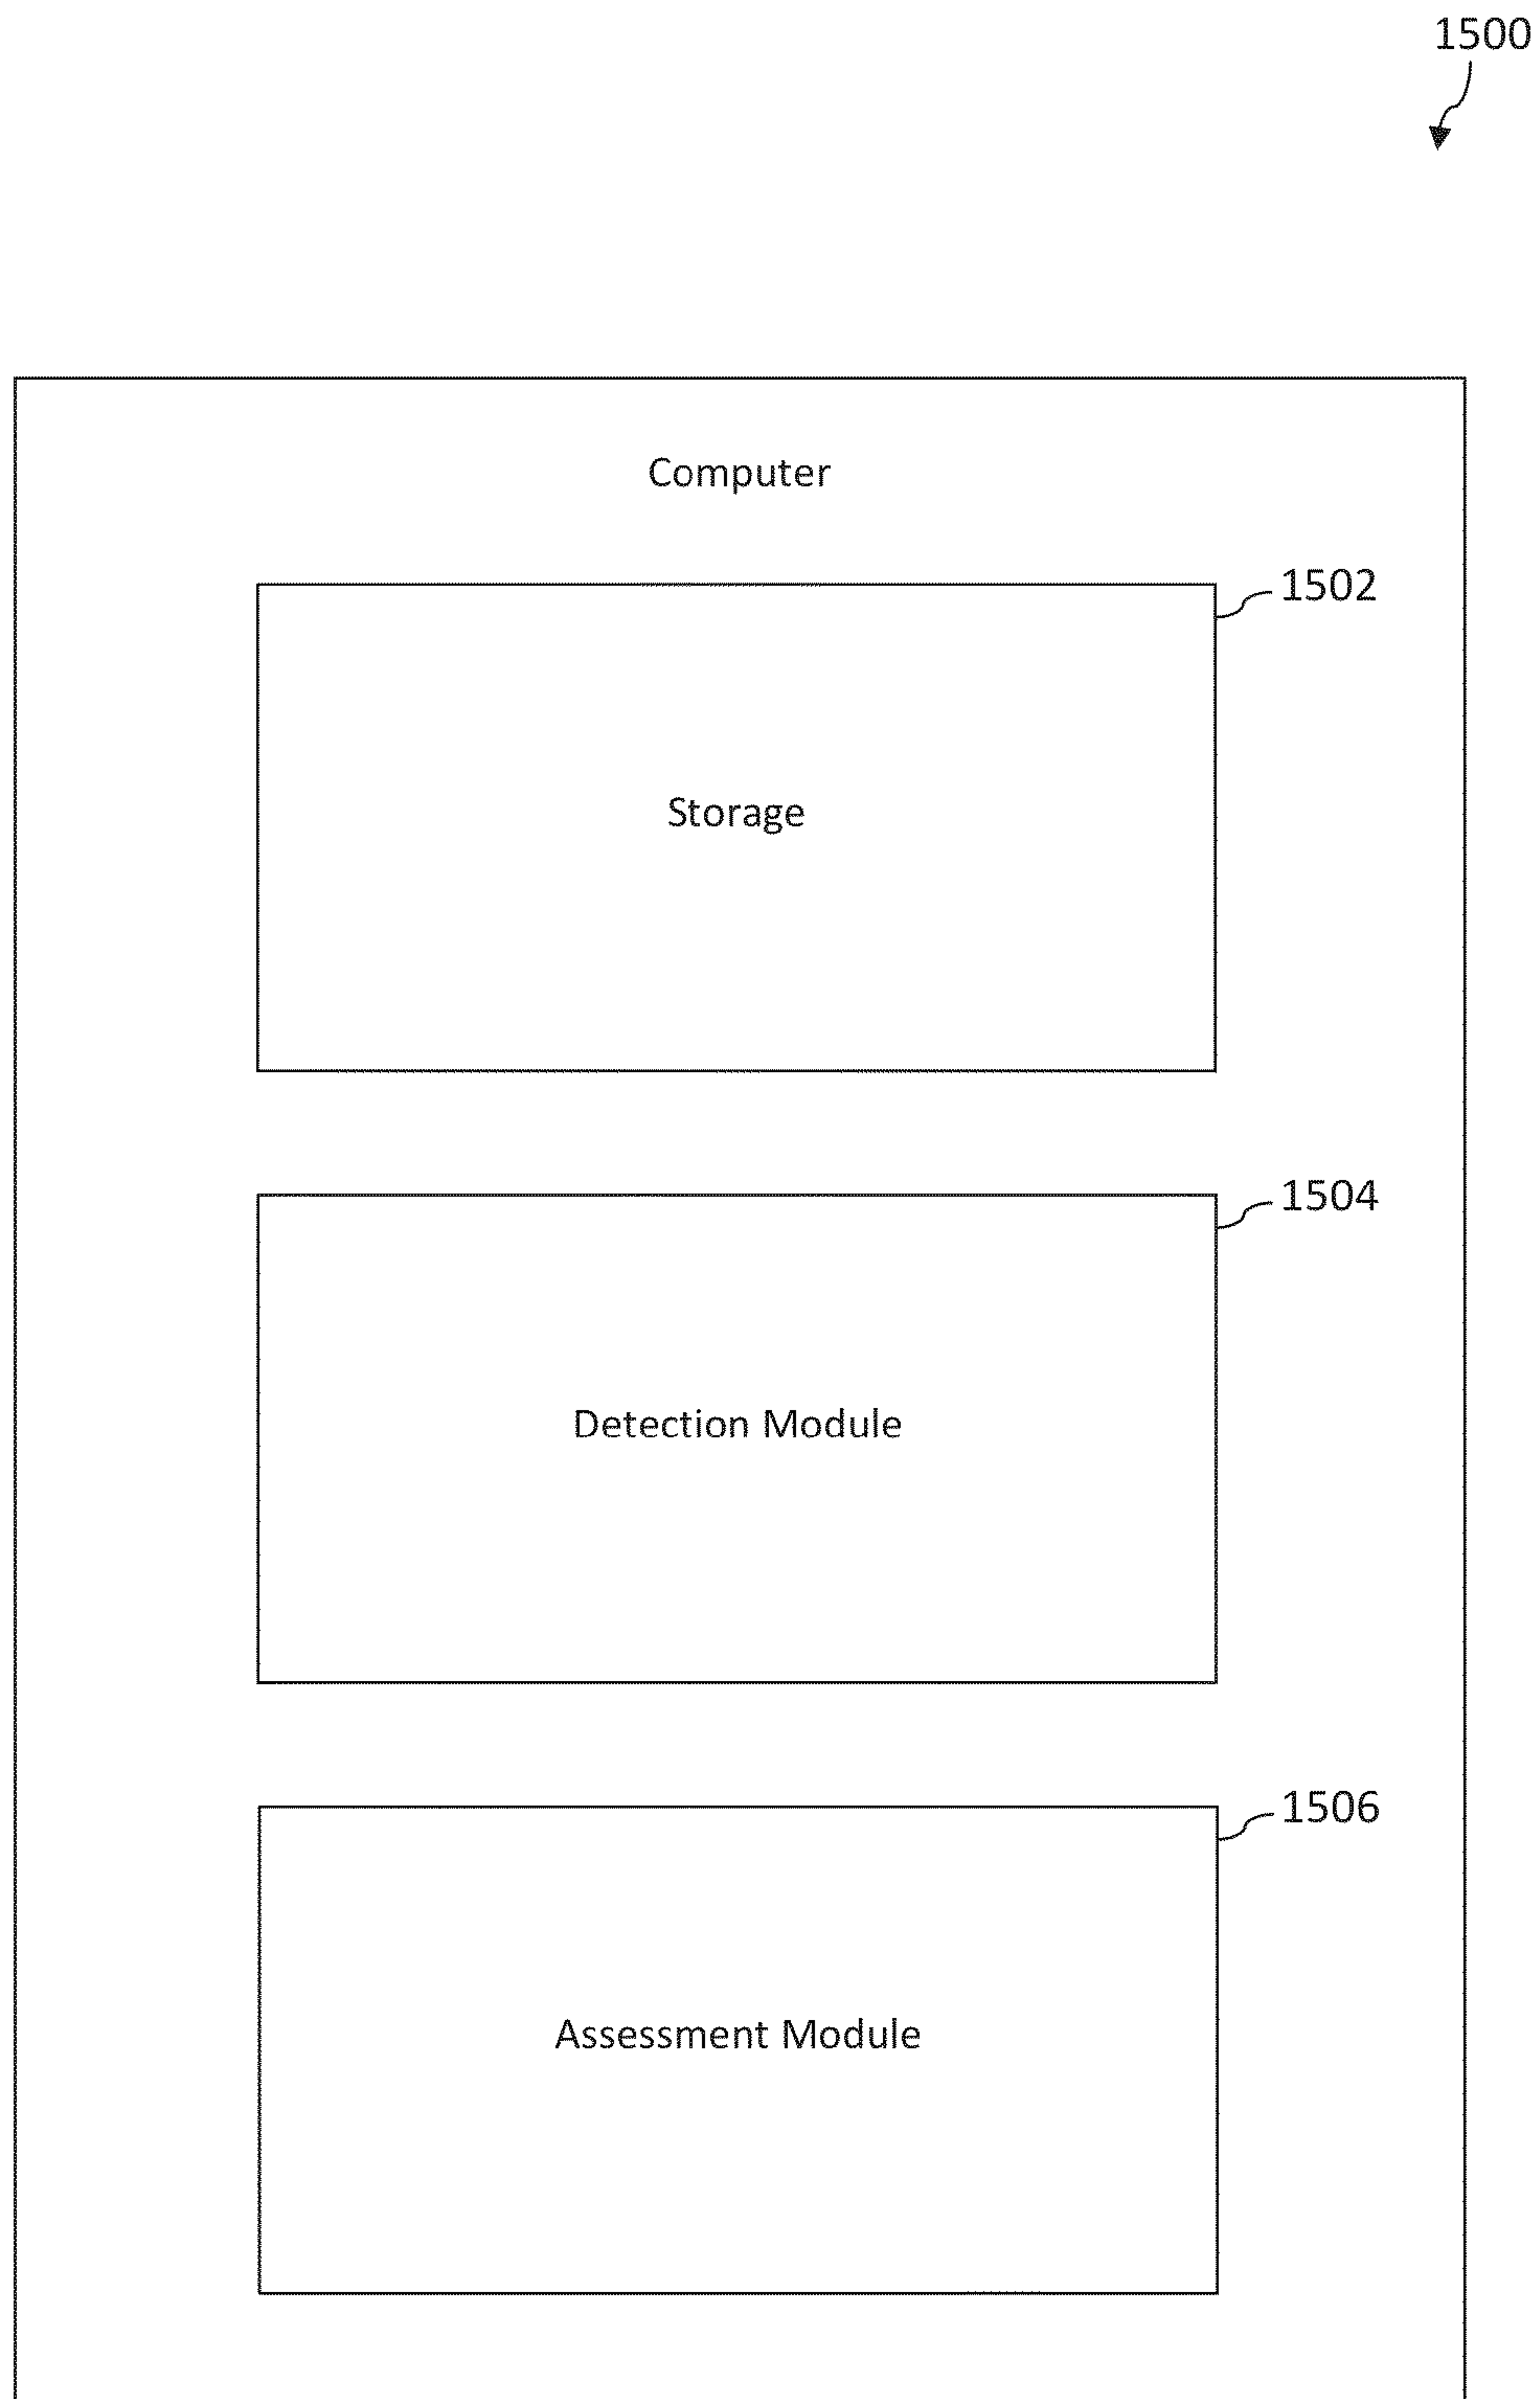 1500
Computer
1502
Storage
1504
Detection Module
1506
Assessment Module